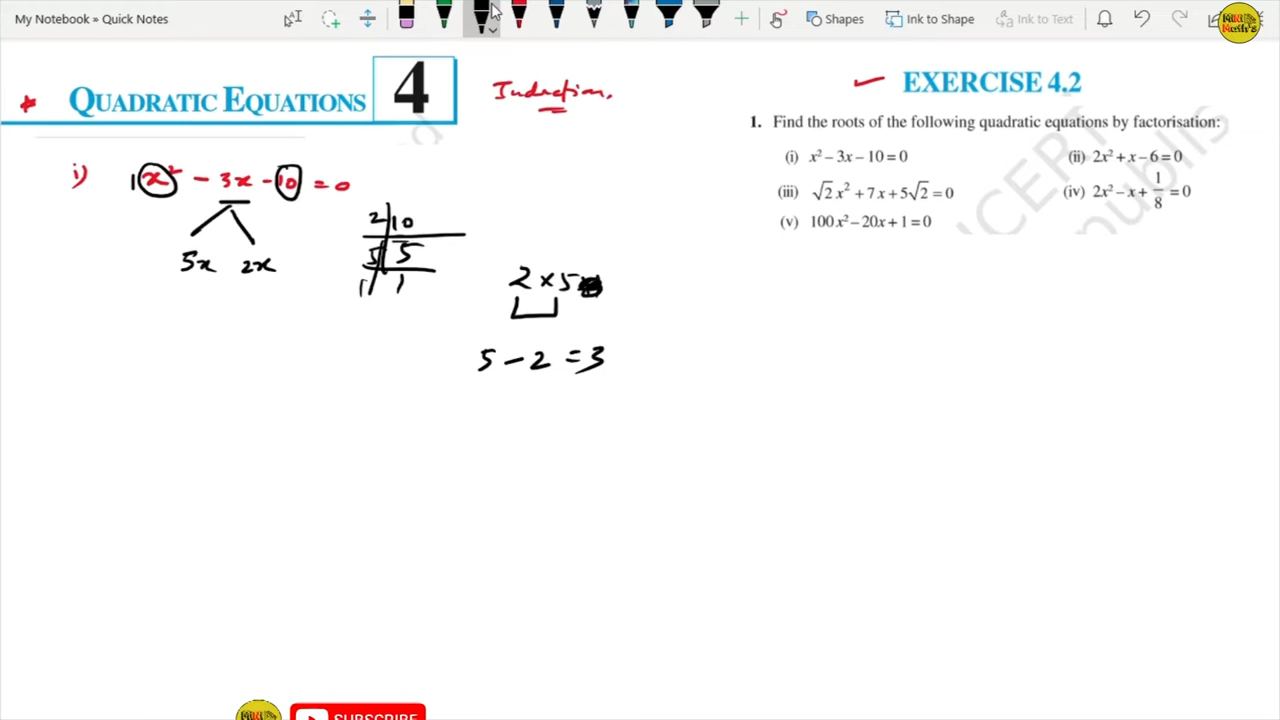 My Notebook » Quick Notes
Shapes
Ink to Shape
Ink to Text
QUADRATIC EQUATIONS 4
i) 1x² - 3x - 10 = 0
5x 2x
2 10
5 5
1 1
2 × 5
5 - 2 = 3
EXERCISE 4.2
1. Find the roots of the following quadratic equations by factorisation:
(i) x² – 3x – 10 = 0 (ii) 2x² + x – 6 = 0
(iii) √2 x² + 7x + 5√2 = 0 (iv) 2x² – x + 1/8 = 0
(v) 100x² – 20x + 1 = 0
SUBSCRIBE